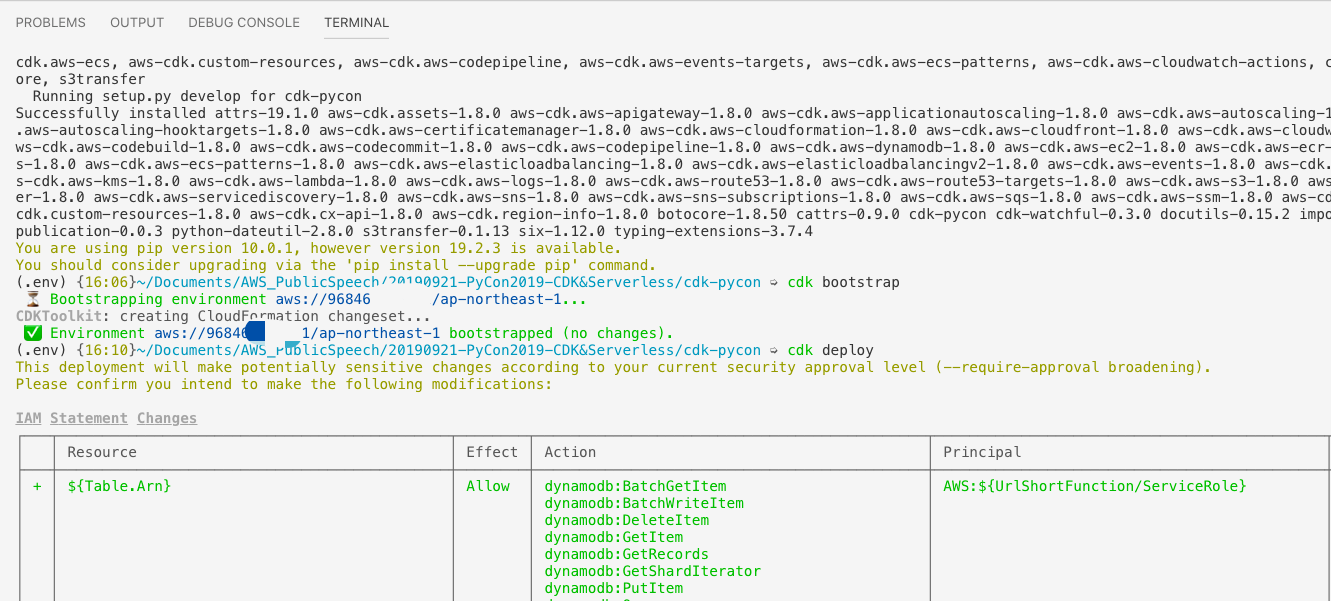 PROBLEMS OUTPUT DEBUG CONSOLE TERMINAL
cdk.aws-ecs, aws-cdk.custom-resources, aws-cdk.aws-codepipeline, aws-cdk.aws-events-targets, aws-cdk.aws-ecs-patterns, aws-cdk.aws-cloudwatch-actions, c
ore, s3transfer
Running setup.py develop for cdk-pycon
Successfully installed attrs-19.1.0 aws-cdk.assets-1.8.0 aws-cdk.aws-apigateway-1.8.0 aws-cdk.aws-applicationautoscaling-1.8.0 aws-cdk.aws-autoscaling-1
.aws-autoscaling-hooktargets-1.8.0 aws-cdk.aws-certificatemanager-1.8.0 aws-cdk.aws-cloudformation-1.8.0 aws-cdk.aws-cloudfront-1.8.0 aws-cdk.aws-cloudw
ws-cdk.aws-codebuild-1.8.0 aws-cdk.aws-codecommit-1.8.0 aws-cdk.aws-codepipeline-1.8.0 aws-cdk.aws-dynamodb-1.8.0 aws-cdk.aws-ec2-1.8.0 aws-cdk.aws-ecr-
s-1.8.0 aws-cdk.aws-ecs-patterns-1.8.0 aws-cdk.aws-elasticloadbalancing-1.8.0 aws-cdk.aws-elasticloadbalancingv2-1.8.0 aws-cdk.aws-events-1.8.0 aws-cdk.
s-cdk.aws-kms-1.8.0 aws-cdk.aws-lambda-1.8.0 aws-cdk.aws-logs-1.8.0 aws-cdk.aws-route53-1.8.0 aws-cdk.aws-route53-targets-1.8.0 aws-cdk.aws-s3-1.8.0 aws
er-1.8.0 aws-cdk.aws-servicediscovery-1.8.0 aws-cdk.aws-sns-1.8.0 aws-cdk.aws-sns-subscriptions-1.8.0 aws-cdk.aws-sqs-1.8.0 aws-cdk.aws-ssm-1.8.0 aws-cd
cdk.custom-resources-1.8.0 aws-cdk.cx-api-1.8.0 aws-cdk.region-info-1.8.0 botocore-1.8.50 cattrs-0.9.0 cdk-pycon cdk-watchful-0.3.0 docutils-0.15.2 impo
publication-0.0.3 python-dateutil-2.8.0 s3transfer-0.1.13 six-1.12.0 typing-extensions-3.7.4
You are using pip version 10.0.1, however version 19.2.3 is available.
You should consider upgrading via the 'pip install --upgrade pip' command.
(.env) {16:06}~/Documents/AWS_PublicSpeech/20190921-PyCon2019-CDK&Serverless/cdk-pycon ➭ cdk bootstrap
⏳ Bootstrapping environment aws://96846 /ap-northeast-1...
CDKToolkit: creating CloudFormation changeset...
✅ Environment aws://96846 1/ap-northeast-1 bootstrapped (no changes).
(.env) {16:10}~/Documents/AWS_PublicSpeech/20190921-PyCon2019-CDK&Serverless/cdk-pycon ➭ cdk deploy
This deployment will make potentially sensitive changes according to your current security approval level (--require-approval broadening).
Please confirm you intend to make the following modifications:
IAM Statement Changes
Resource Effect Action Principal
+ ${Table.Arn} Allow dynamodb:BatchGetItem AWS:${UrlShortFunction/ServiceRole}
dynamodb:BatchWriteItem
dynamodb:DeleteItem
dynamodb:GetItem
dynamodb:GetRecords
dynamodb:GetShardIterator
dynamodb:PutItem